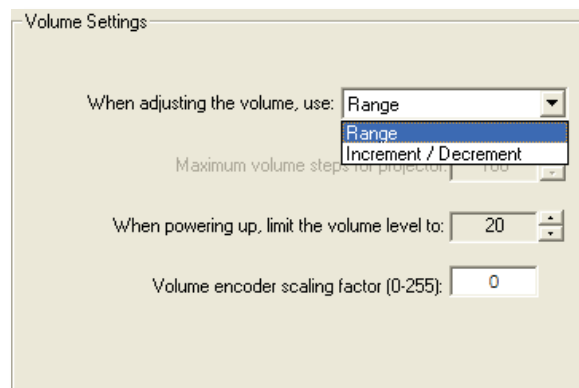 Volume Settings
When adjusting the volume, use: Range
Range
Increment / Decrement
Maximum volume steps for projector: 100
When powering up, limit the volume level to: 20
Volume encoder scaling factor (0-255): 0